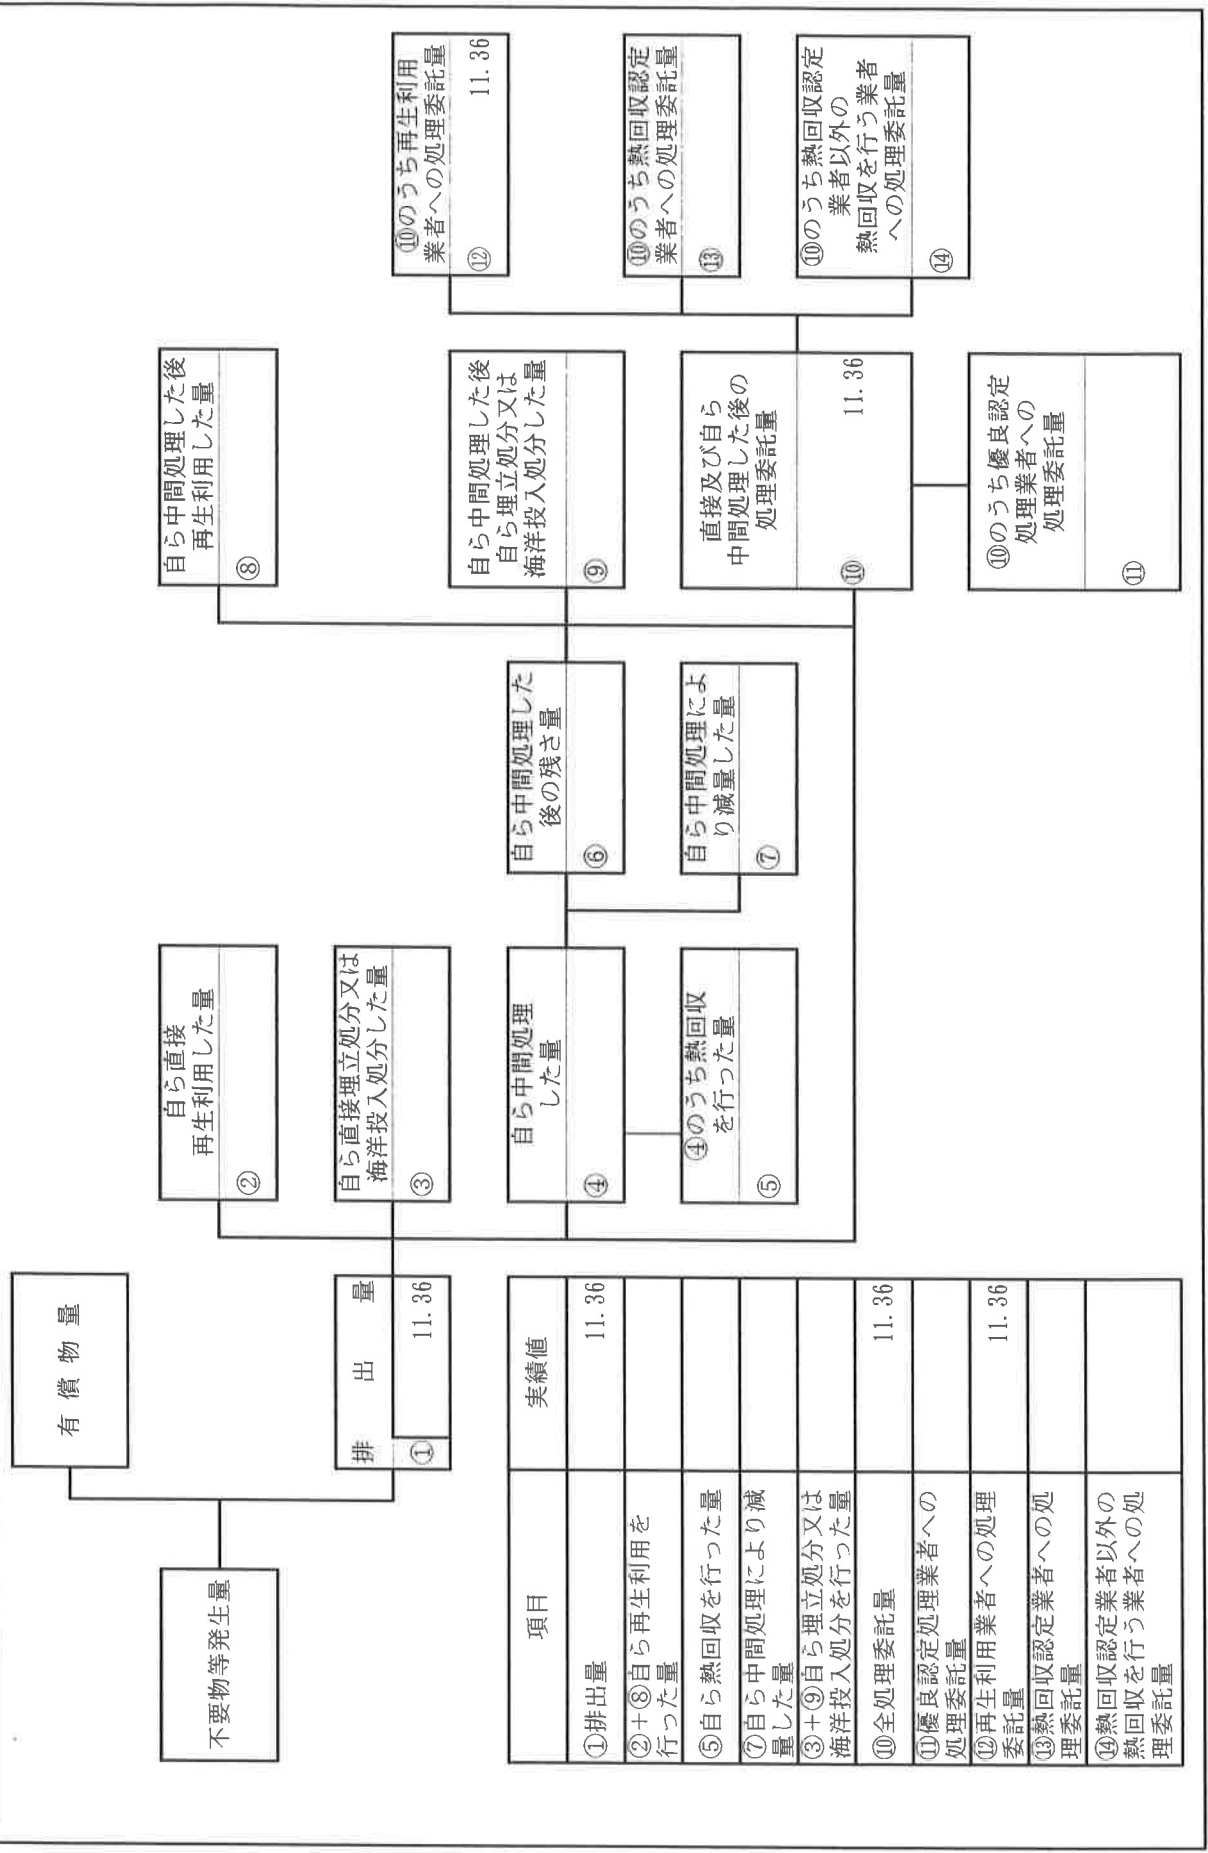 不要物等発生量
有償物量
排出量
① 11.36
自ら直接
再生利用した量
②
自ら直接埋立処分又は
海洋投入処分した量
③
自ら中間処理
した量
④
④のうち熱回収
を行った量
⑤
自ら中間処理した
後の残さ量
⑥
自ら中間処理によ
り減量した量
⑦
自ら中間処理した後
再生利用した量
⑧
自ら中間処理した後
自ら埋立処分又は
海洋投入処分した量
⑨
直接及び自ら
中間処理した後の
処理委託量
⑩ 11.36
⑩のうち優良認定
処理業者への
処理委託量
⑪
⑩のうち再生利用
業者への処理委託量
⑫ 11.36
⑩のうち熱回収認定
業者への処理委託量
⑬
⑩のうち熱回収認定
業者以外の
熱回収を行う業者
への処理委託量
⑭
項目 実績値
①排出量 11.36
②+⑧自ら再生利用を
行った量
⑤自ら熱回収を行った量
⑦自ら中間処理により減
量した量
③+⑨自ら埋立処分又は
海洋投入処分を行った量
⑩全処理委託量 11.36
⑪優良認定処理業者への
処理委託量
⑫再生利用業者への処理
委託量 11.36
⑬熱回収認定業者への処
理委託量
⑭熱回収認定業者以外の
熱回収を行う業者への処
理委託量